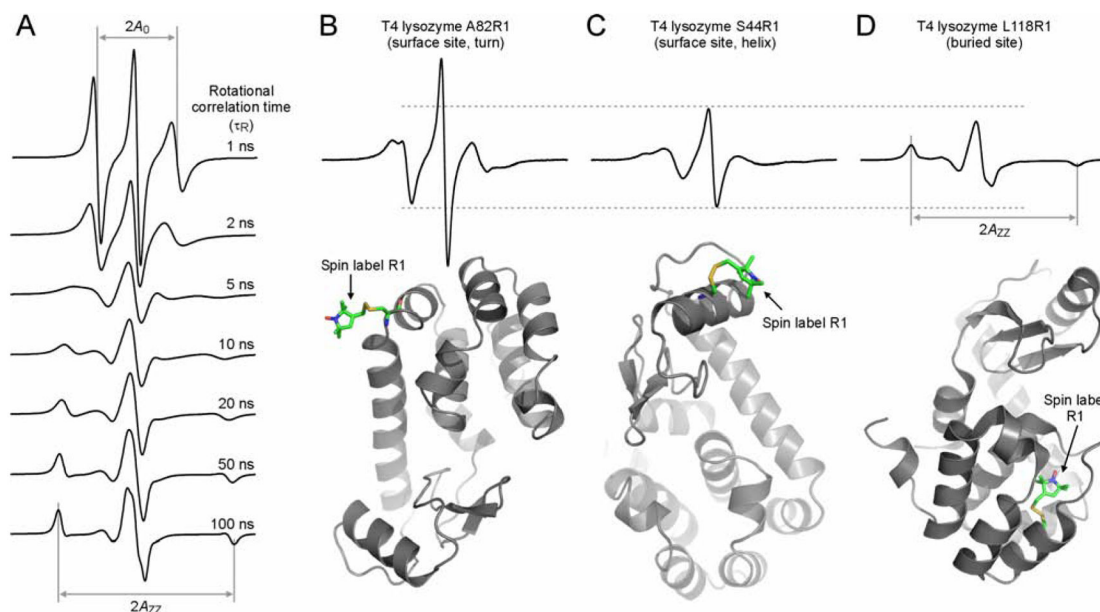 A
2A0
Rotational
correlation time
(τR)
1 ns
2 ns
5 ns
10 ns
20 ns
50 ns
100 ns
2AZZ
B
T4 lysozyme A82R1
(surface site, turn)
Spin label R1
C
T4 lysozyme S44R1
(surface site, helix)
Spin label R1
D
T4 lysozyme L118R1
(buried site)
2AZZ
Spin label
R1